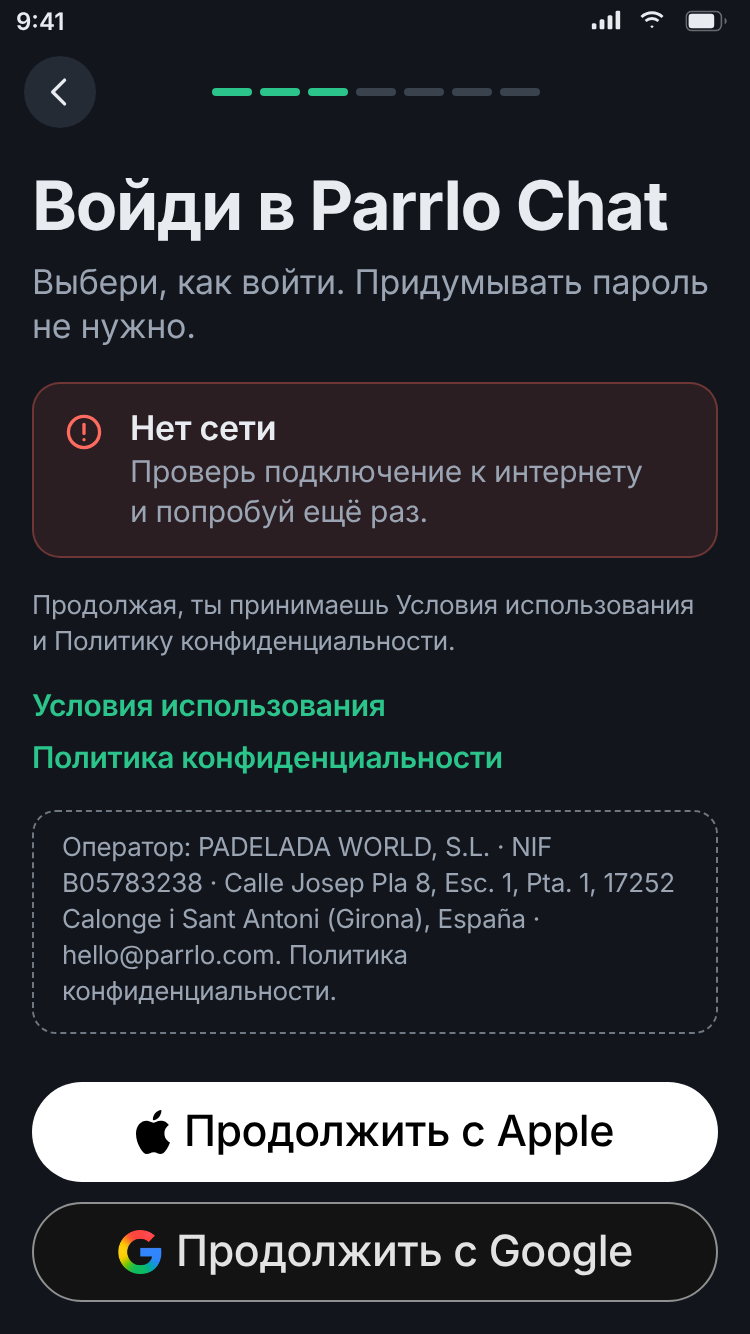 9:41
Войди в Parrlo Chat
Выбери, как войти. Придумывать пароль
не нужно.
Нет сети
Проверь подключение к интернету
и попробуй ещё раз.
Продолжая, ты принимаешь Условия использования
и Политику конфиденциальности.
Условия использования
Политика конфиденциальности
Оператор: PADELADA WORLD, S.L. · NIF
B05783238 · Calle Josep Pla 8, Esc. 1, Pta. 1, 17252
Calonge i Sant Antoni (Girona), España ·
hello@parrlo.com. Политика
конфиденциальности.
Продолжить с Apple
Продолжить с Google